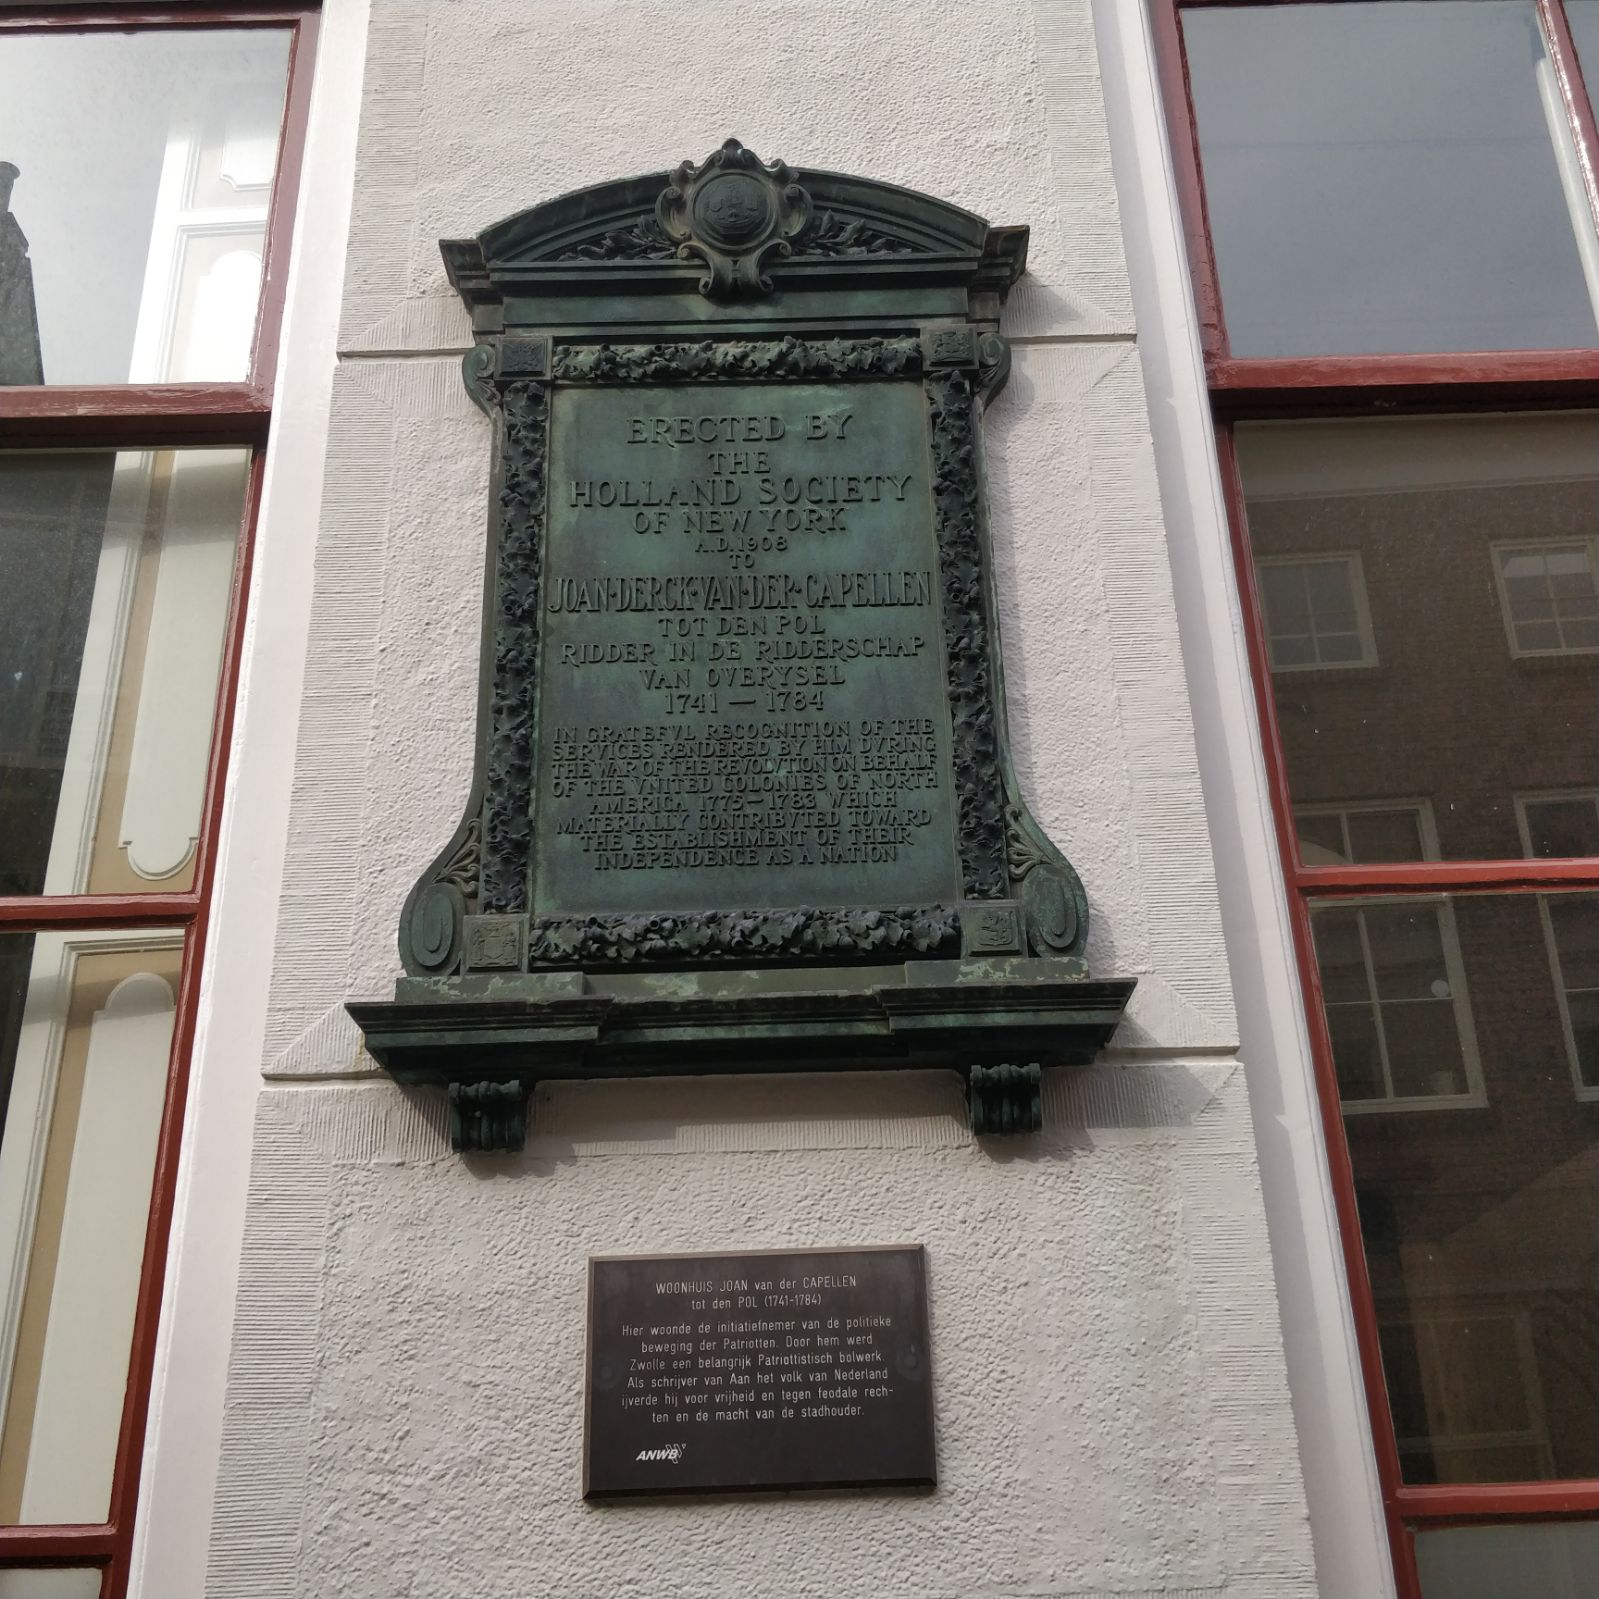 ERECTED BY
THE
HOLLAND SOCIETY
OF NEW YORK
A.D. 1908
TO
JOAN·DERCK·VAN·DER·CAPELLEN
TOT DEN POL
RIDDER IN DE RIDDERSCHAP
VAN OVERYSEL
1741 — 1784
IN GRATEFVL RECOGNITION OF THE
SERVICES RENDERED BY HIM DVRING
THE WAR OF THE REVOLVTION ON BEHALF
OF THE VNITED COLONIES OF NORTH
AMERICA 1775–1783 WHICH
MATERIALLY CONTRIBVTED TOWARD
THE ESTABLISHMENT OF THEIR
INDEPENDENCE AS A NATION
WOONHUIS JOAN van der CAPELLEN
tot den POL (1741-1784)
Hier woonde de initiatiefnemer van de politieke
beweging der Patriotten. Door hem werd
Zwolle een belangrijk Patriottistisch bolwerk.
Als schrijver van Aan het volk van Nederland
ijverde hij voor vrijheid en tegen feodale rech-
ten en de macht van de stadhouder.
ANWB